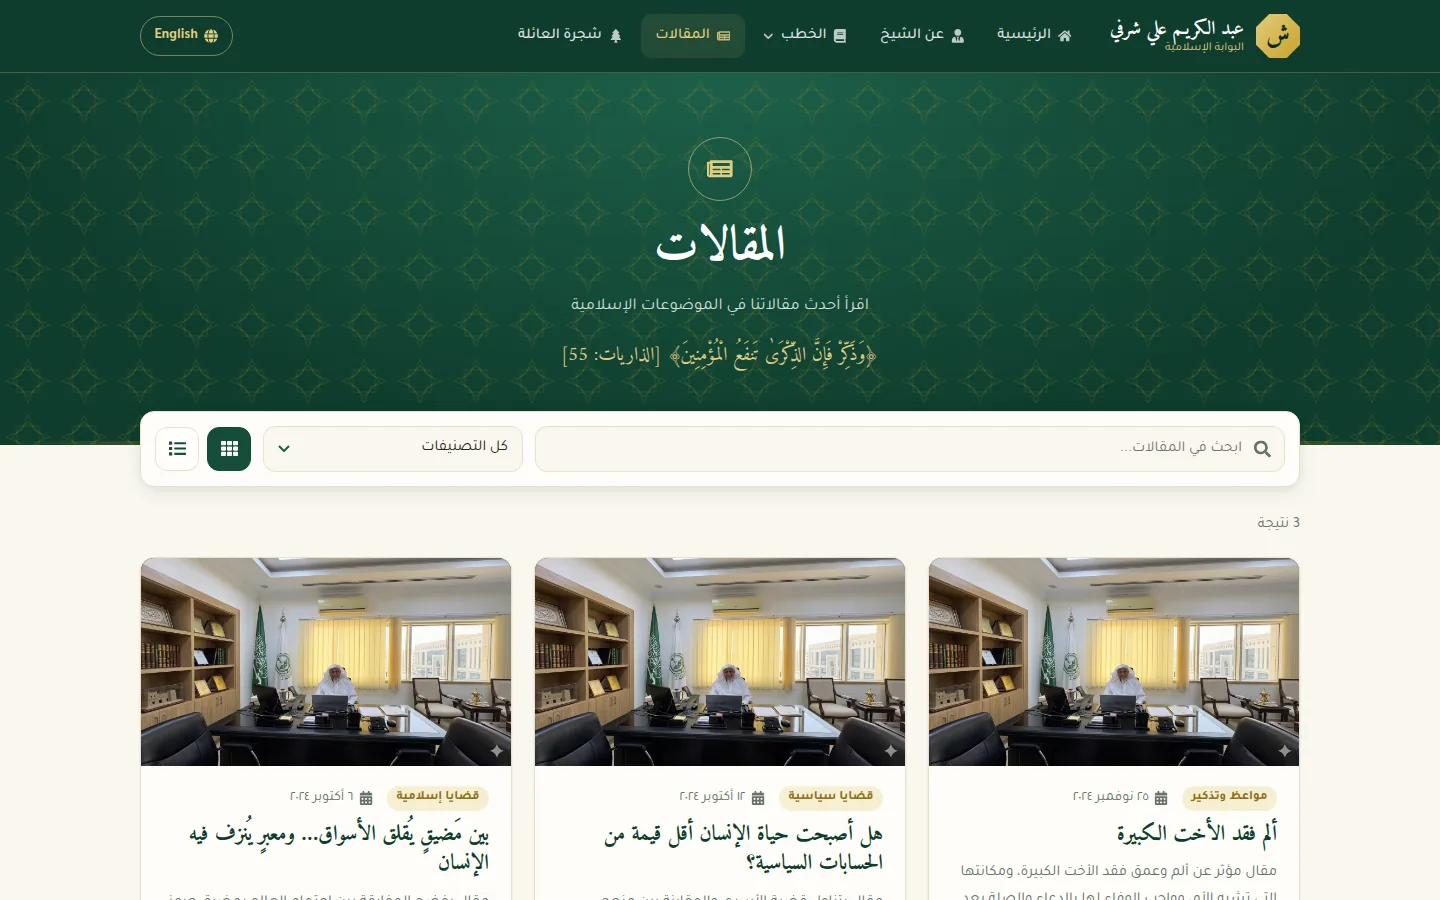 عبد الكريم علي شرفي
البوابة الإسلامية
الرئيسية
عن الشيخ
الخطب
المقالات
شجرة العائلة
English
المقالات
اقرأ أحدث مقالاتنا في الموضوعات الإسلامية
﴿وَذَكِّرْ فَإِنَّ الذِّكْرَىٰ تَنفَعُ الْمُؤْمِنِينَ﴾ [الذاريات: 55]
ابحث في المقالات...
كل التصنيفات
3 نتيجة
مواعظ وتذكير
٢٥ نوفمبر ٢٠٢٤
ألم فقد الأخت الكبيرة
مقال مؤثر عن ألم وعمق فقد الأخت الكبيرة، ومكانتها
قضايا سياسية
١٢ أكتوبر ٢٠٢٤
هل أصبحت حياة الإنسان أقل قيمة من
الحسابات السياسية؟
قضايا إسلامية
٦ أكتوبر ٢٠٢٤
بين مَضيقٍ يُقلق الأسواق... ومعبرٍ يُنزف فيه
الإنسان